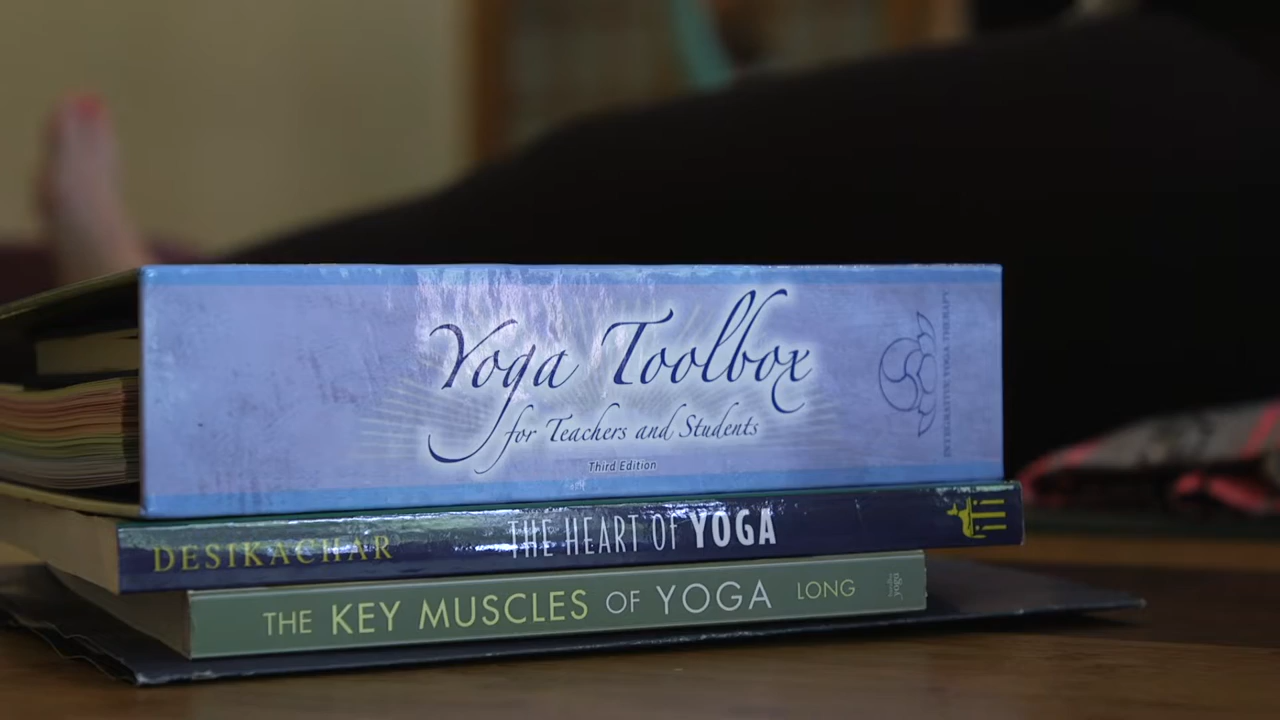 Yoga Toolbox
for Teachers and Students
Third Edition
INTEGRATIVE YOGA THERAPY
DESIKACHAR THE HEART OF YOGA
THE KEY MUSCLES OF YOGA LONG